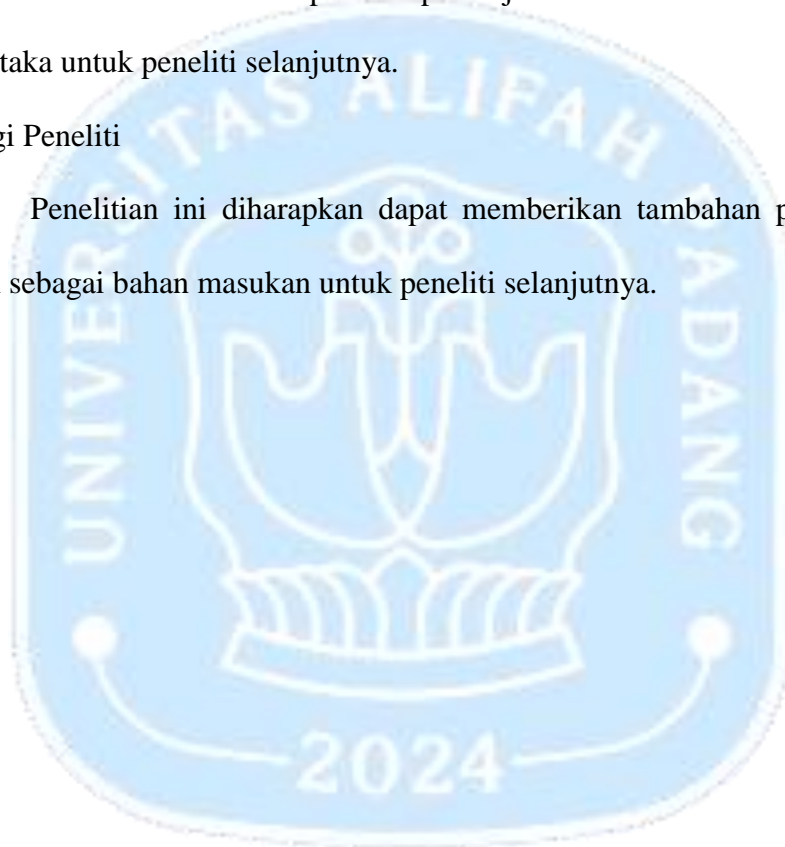 taka untuk peneliti selanjutnya.
gi Peneliti
Penelitian ini diharapkan dapat memberikan tambahan p
sebagai bahan masukan untuk peneliti selanjutnya.
UNIVERSITAS ALIFAH PADANG
2024